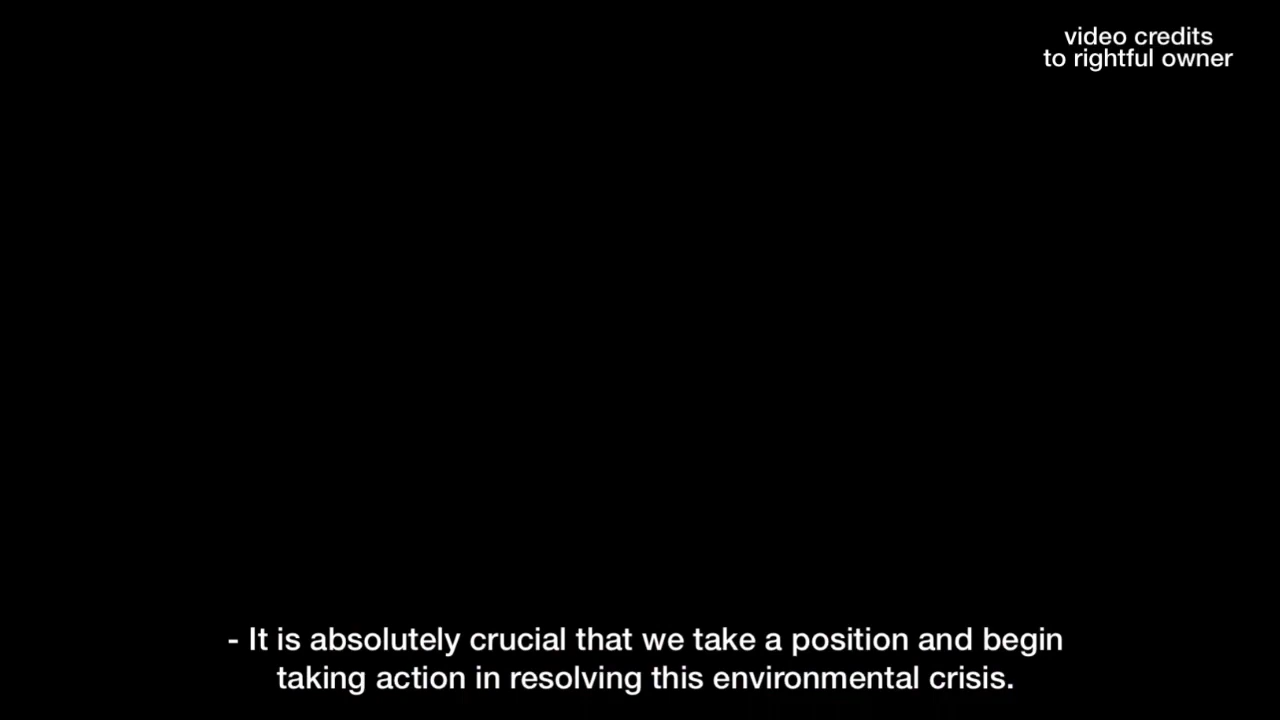 video credits
to rightful owner
- It is absolutely crucial that we take a position and begin
taking action in resolving this environmental crisis.